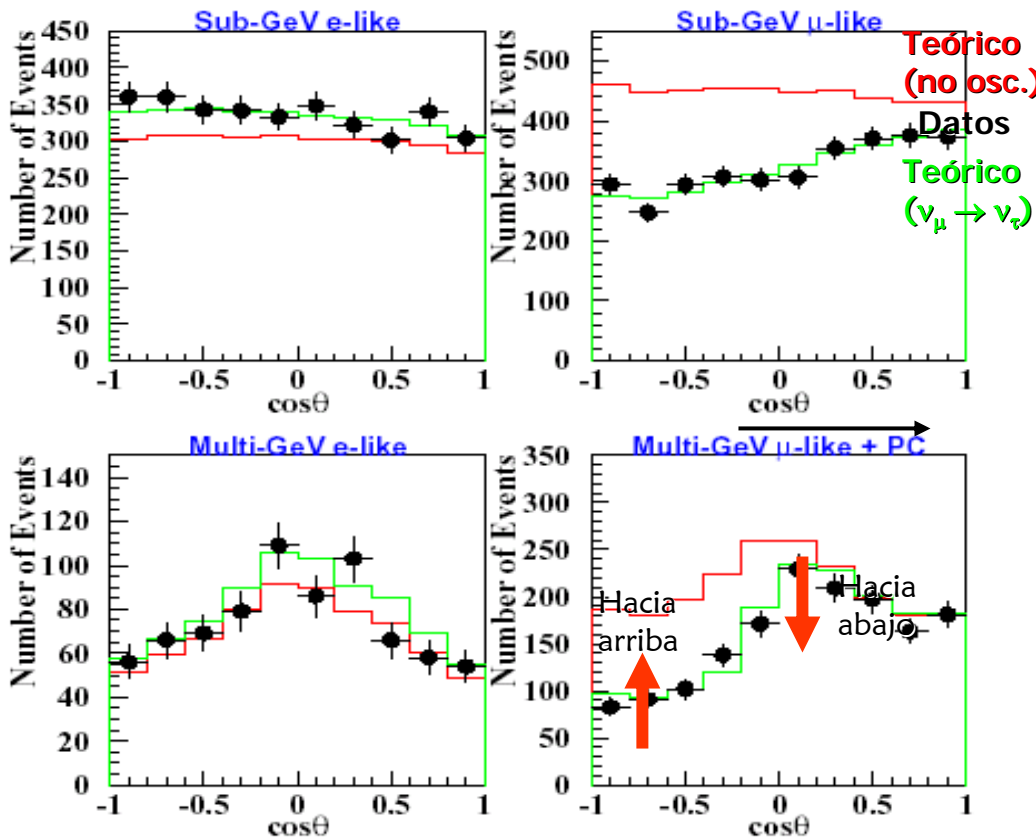 Sub-GeV e-like
Number of Events
450
400
350
300
250
200
150
100
50
0
-1
-0.5
0
0.5
1
cosθ
Sub-GeV μ-like
Number of Events
500
400
300
200
100
0
-1
-0.5
0
0.5
1
cosθ
Teórico
(no osc.)
Datos
Teórico
(νμ → ντ)
Multi-GeV e-like
Number of Events
140
120
100
80
60
40
20
0
-1
-0.5
0
0.5
1
cosθ
Multi-GeV μ-like + PC
Number of Events
350
300
250
200
150
100
50
0
-1
-0.5
0
0.5
1
cosθ
Hacia
arriba
Hacia
abajo